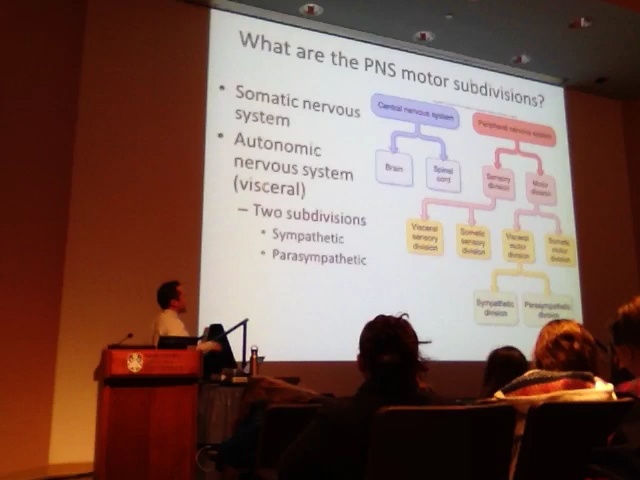 What are the PNS motor subdivisions?
• Somatic nervous
system
• Autonomic
nervous system
(visceral)
– Two subdivisions
• Sympathetic
• Parasympathetic
Central nervous system
Peripheral nervous system
Brain
Spinal
cord
Sensory
division
Motor
division
Visceral
sensory
division
Somatic
sensory
division
Visceral
motor
division
Somatic
motor
division
Sympathetic
division
Parasympathetic
division